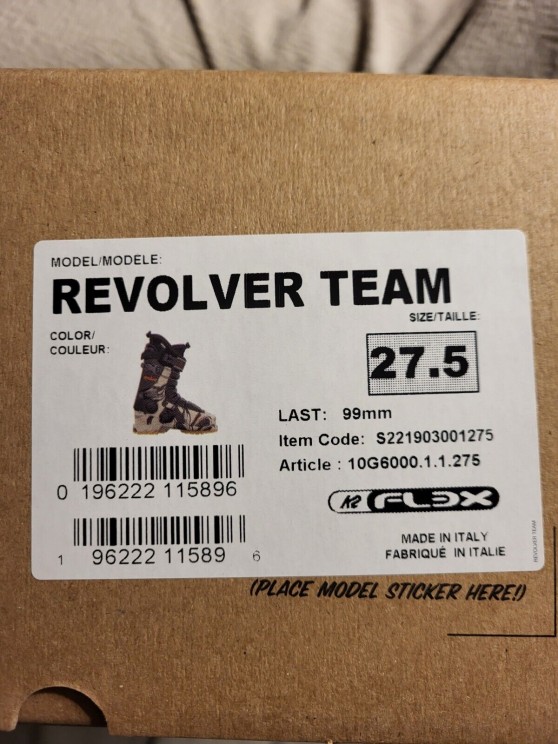 MODEL/MODELE:
REVOLVER TEAM
COLOR/
COULEUR:
SIZE/TAILLE:
27.5
LAST: 99mm
Item Code: S221903001275
Article : 10G6000.1.1.275
K2 FL3X
0 196222 115896
1 96222 11589 6
MADE IN ITALY
FABRIQUÉ IN ITALIE
REVOLVER TEAM
(PLACE MODEL STICKER HERE!)